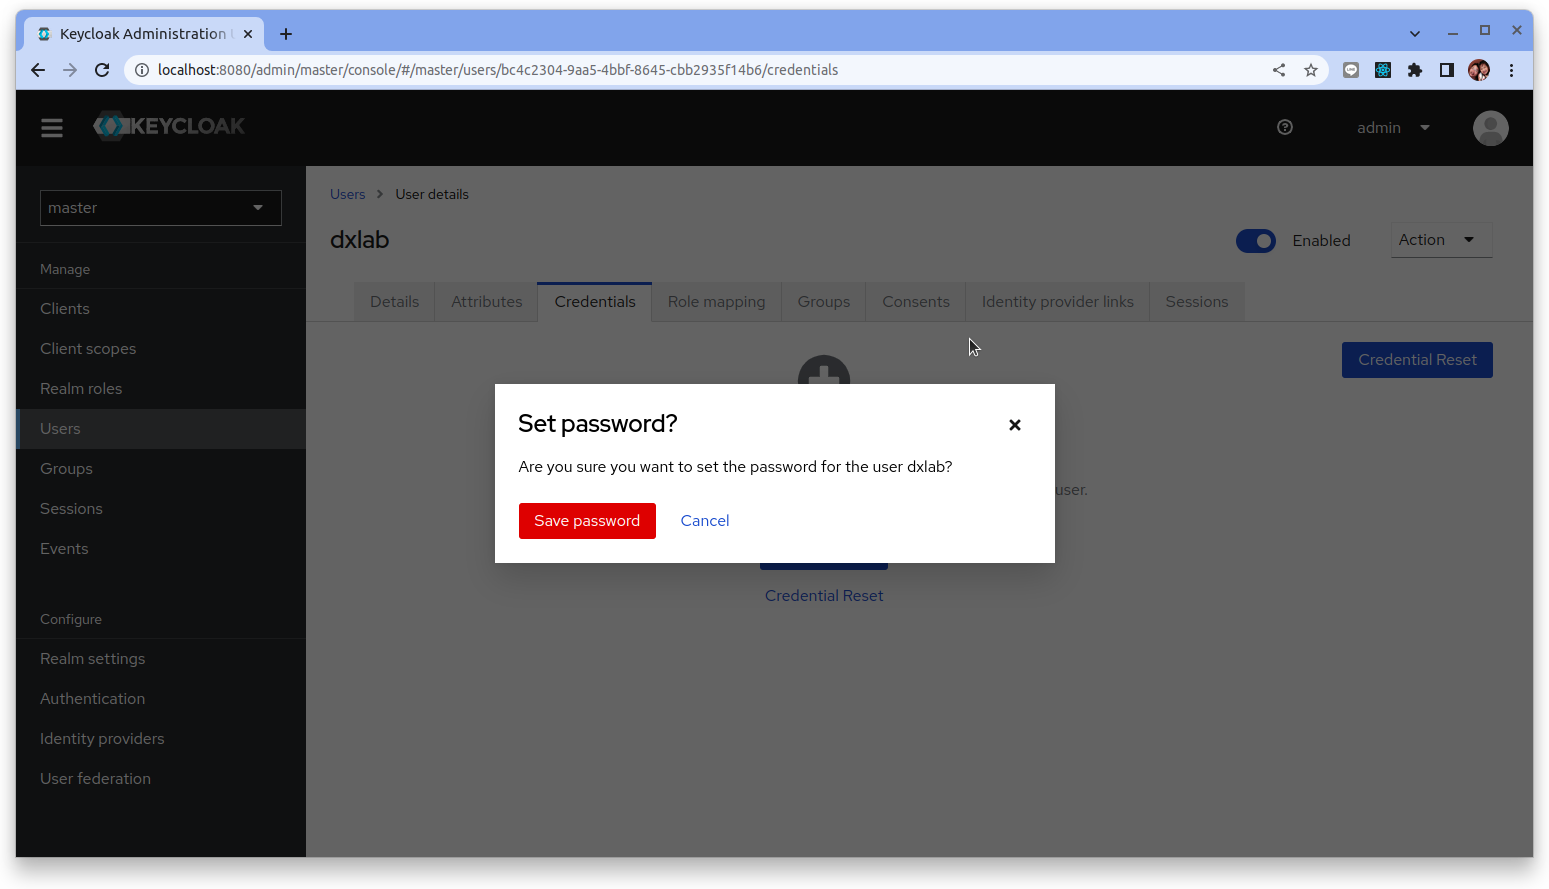 Keycloak Administration
localhost:8080/admin/master/console/#/master/users/bc4c2304-9aa5-4bbf-8645-cbb2935f14b6/credentials
KEYCLOAK
admin
master
Manage
Clients
Client scopes
Realm roles
Users
Groups
Sessions
Events
Configure
Realm settings
Authentication
Identity providers
User federation
Users > User details
dxlab
Enabled
Action
Details Attributes Credentials Role mapping Groups Consents Identity provider links Sessions
Credential Reset
Set password?
Are you sure you want to set the password for the user dxlab?
user.
Save password Cancel
Credential Reset